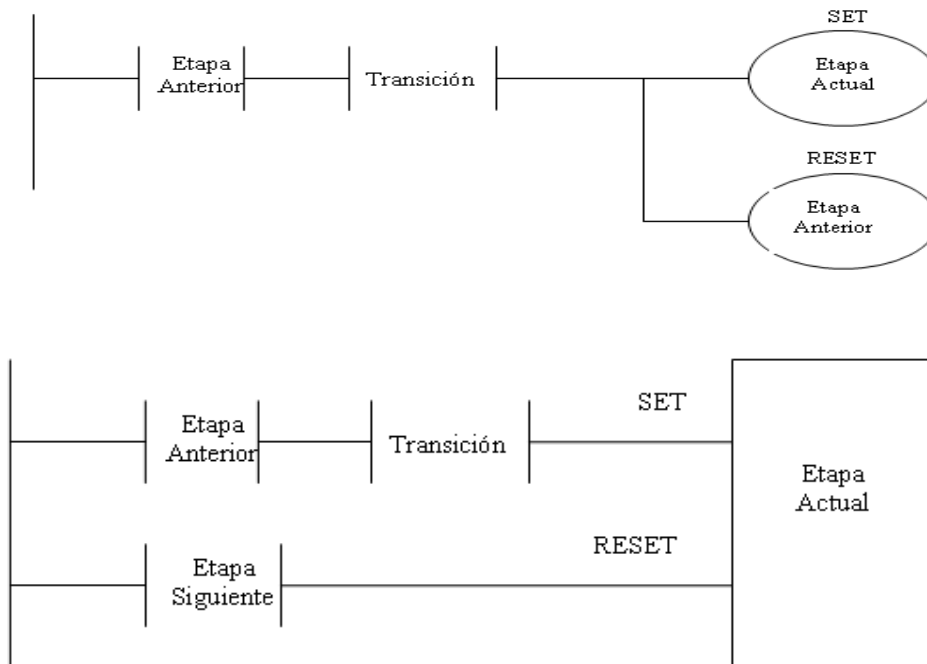 SET
Etapa
Anterior
Transición
Etapa
Actual
RESET
Etapa
Anterior
SET
Etapa
Anterior
Transición
Etapa
Actual
RESET
Etapa
Siguiente